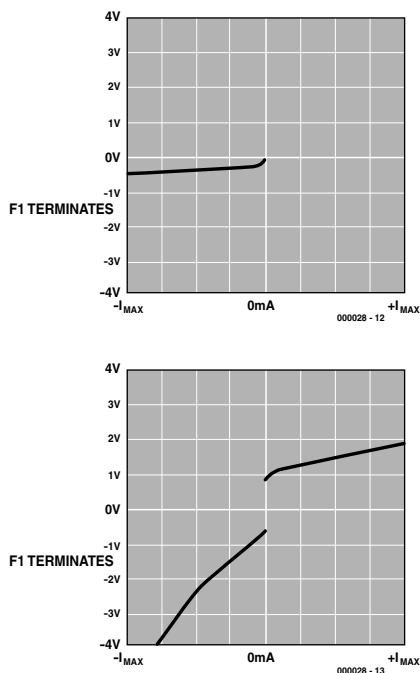 4V
3V
2V
1V
0V
-1V
F1 TERMINATES
-2V
-3V
-4V
-IMAX 0mA +IMAX
000028 - 12
4V
3V
2V
1V
0V
-1V
F1 TERMINATES
-2V
-3V
-4V
-IMAX 0mA +IMAX
000028 - 13